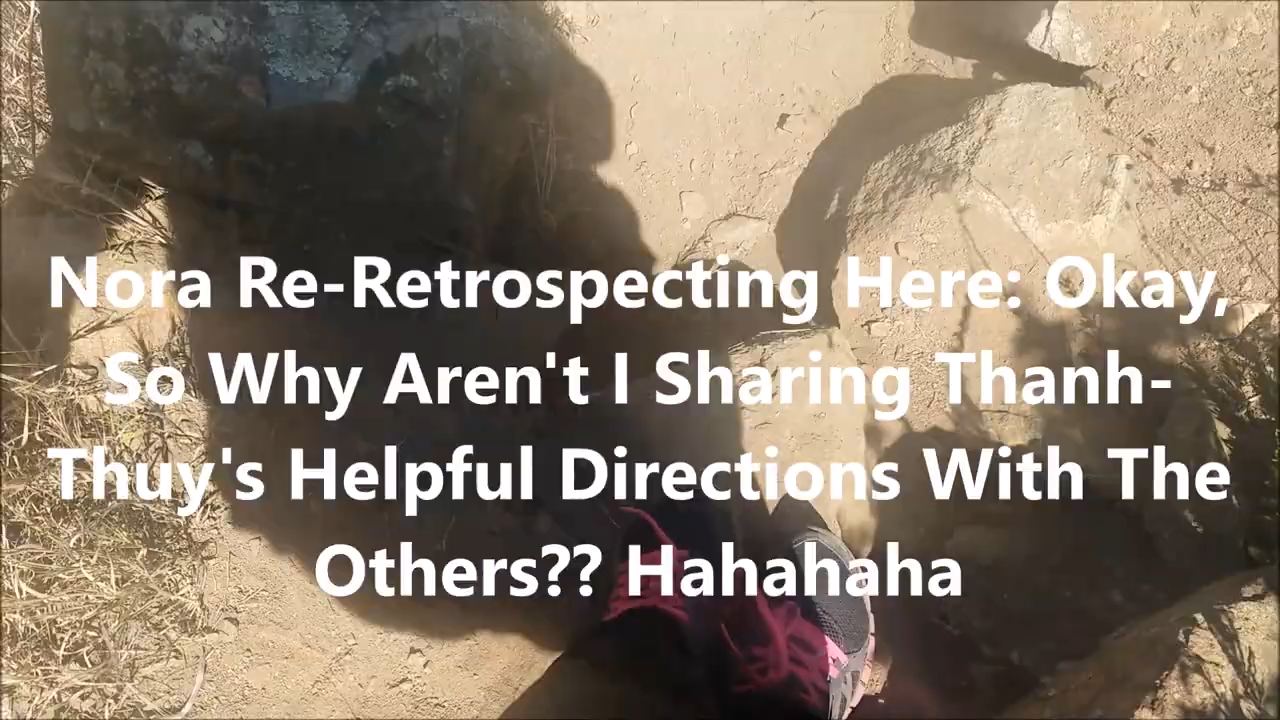 Nora Re-Retrospecting Here: Okay,
So Why Aren't I Sharing Thanh-
Thuy's Helpful Directions With The
Others?? Hahahaha